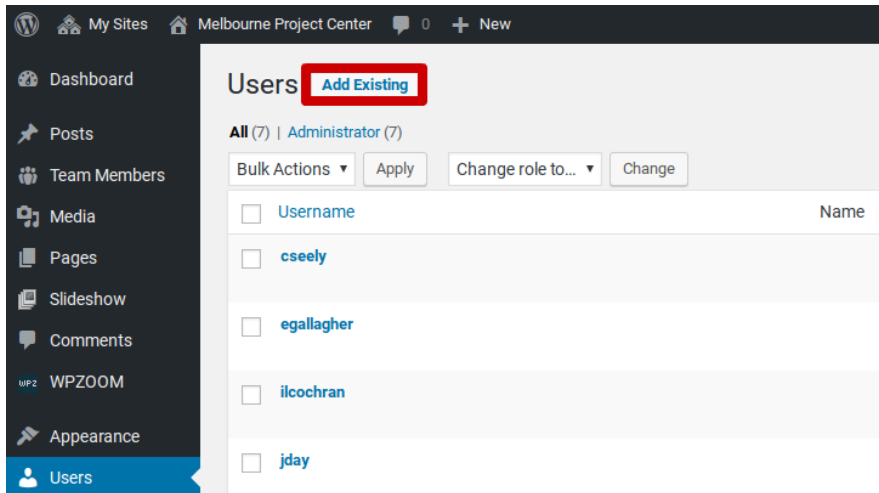 My Sites Melbourne Project Center 0 + New
Dashboard
Posts
Team Members
Media
Pages
Slideshow
Comments
WPZ WPZOOM
Appearance
Users
Users Add Existing
All (7) | Administrator (7)
Bulk Actions Apply Change role to... Change
Username Name
cseely
egallagher
ilcochran
jday